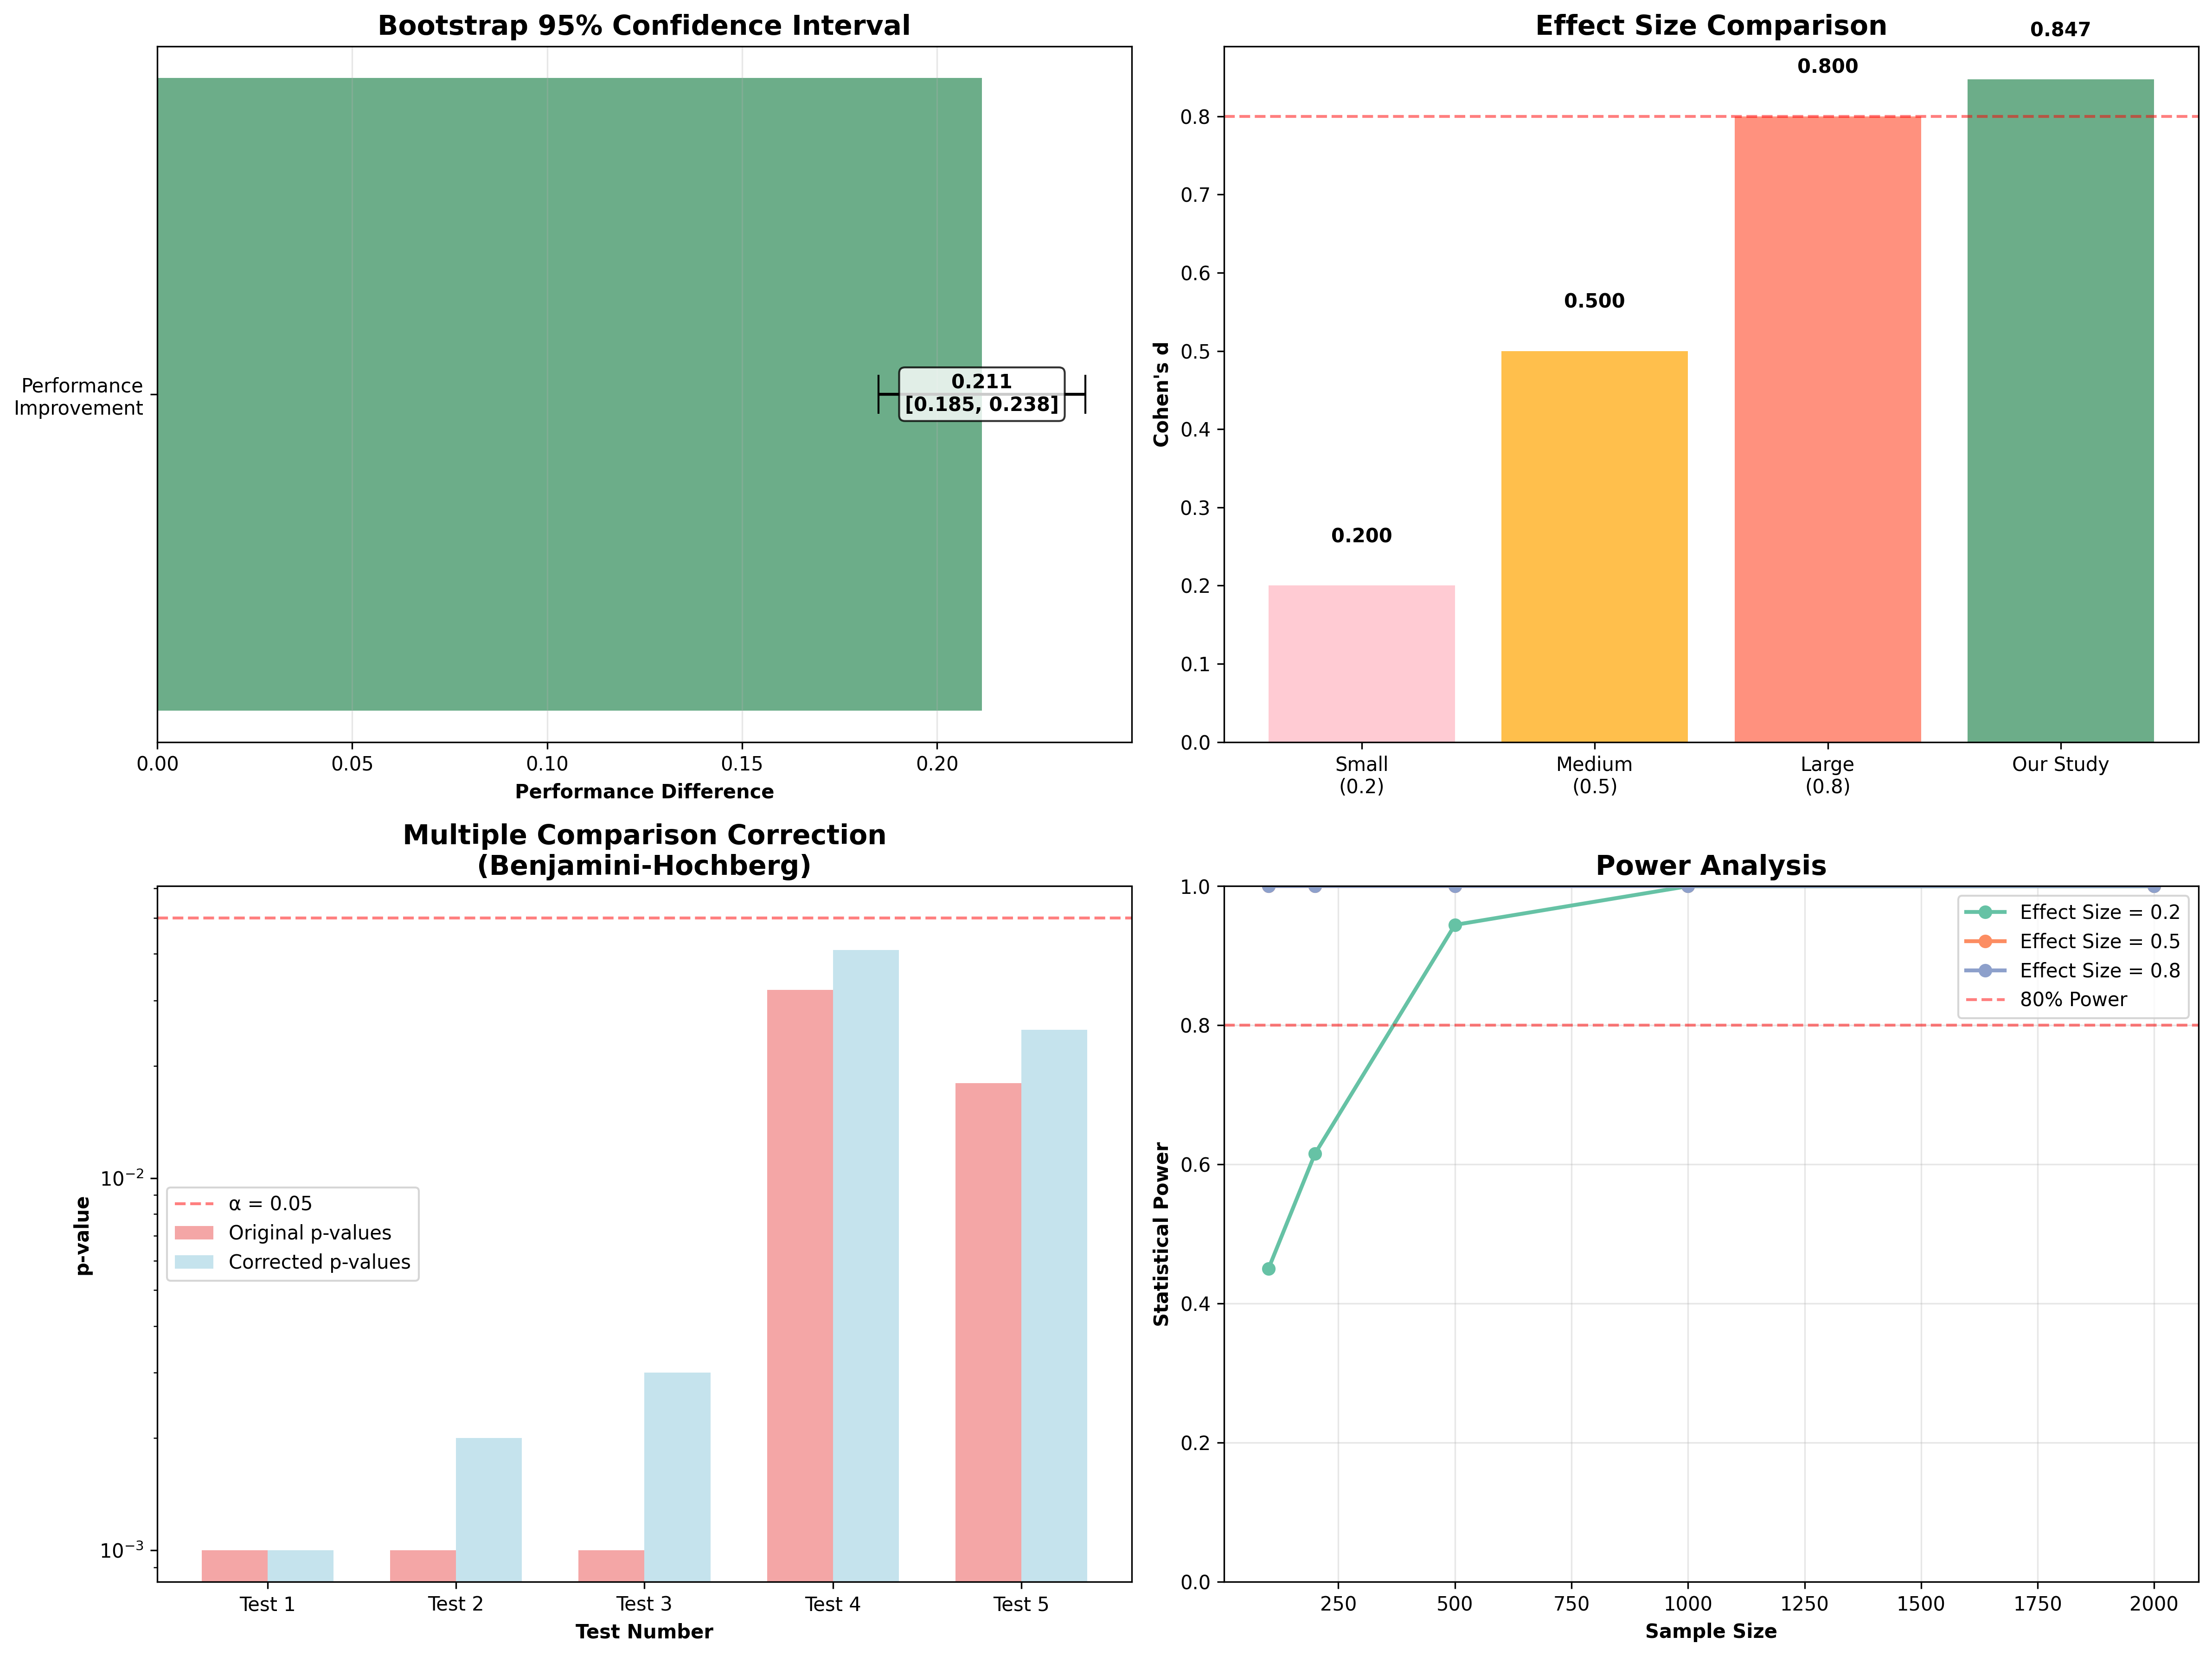 Bootstrap 95% Confidence Interval
Performance
Improvement
0.211
[0.185, 0.238]
0.00
0.05
0.10
0.15
0.20
Performance Difference
Effect Size Comparison
0.847
0.800
0.500
0.200
Cohen's d
0.8
0.7
0.6
0.5
0.4
0.3
0.2
0.1
0.0
Small
(0.2)
Medium
(0.5)
Large
(0.8)
Our Study
Multiple Comparison Correction
(Benjamini-Hochberg)
p-value
10⁻²
10⁻³
α = 0.05
Original p-values
Corrected p-values
Test 1
Test 2
Test 3
Test 4
Test 5
Test Number
Power Analysis
Statistical Power
1.0
0.8
0.6
0.4
0.2
0.0
Effect Size = 0.2
Effect Size = 0.5
Effect Size = 0.8
80% Power
250
500
750
1000
1250
1500
1750
2000
Sample Size